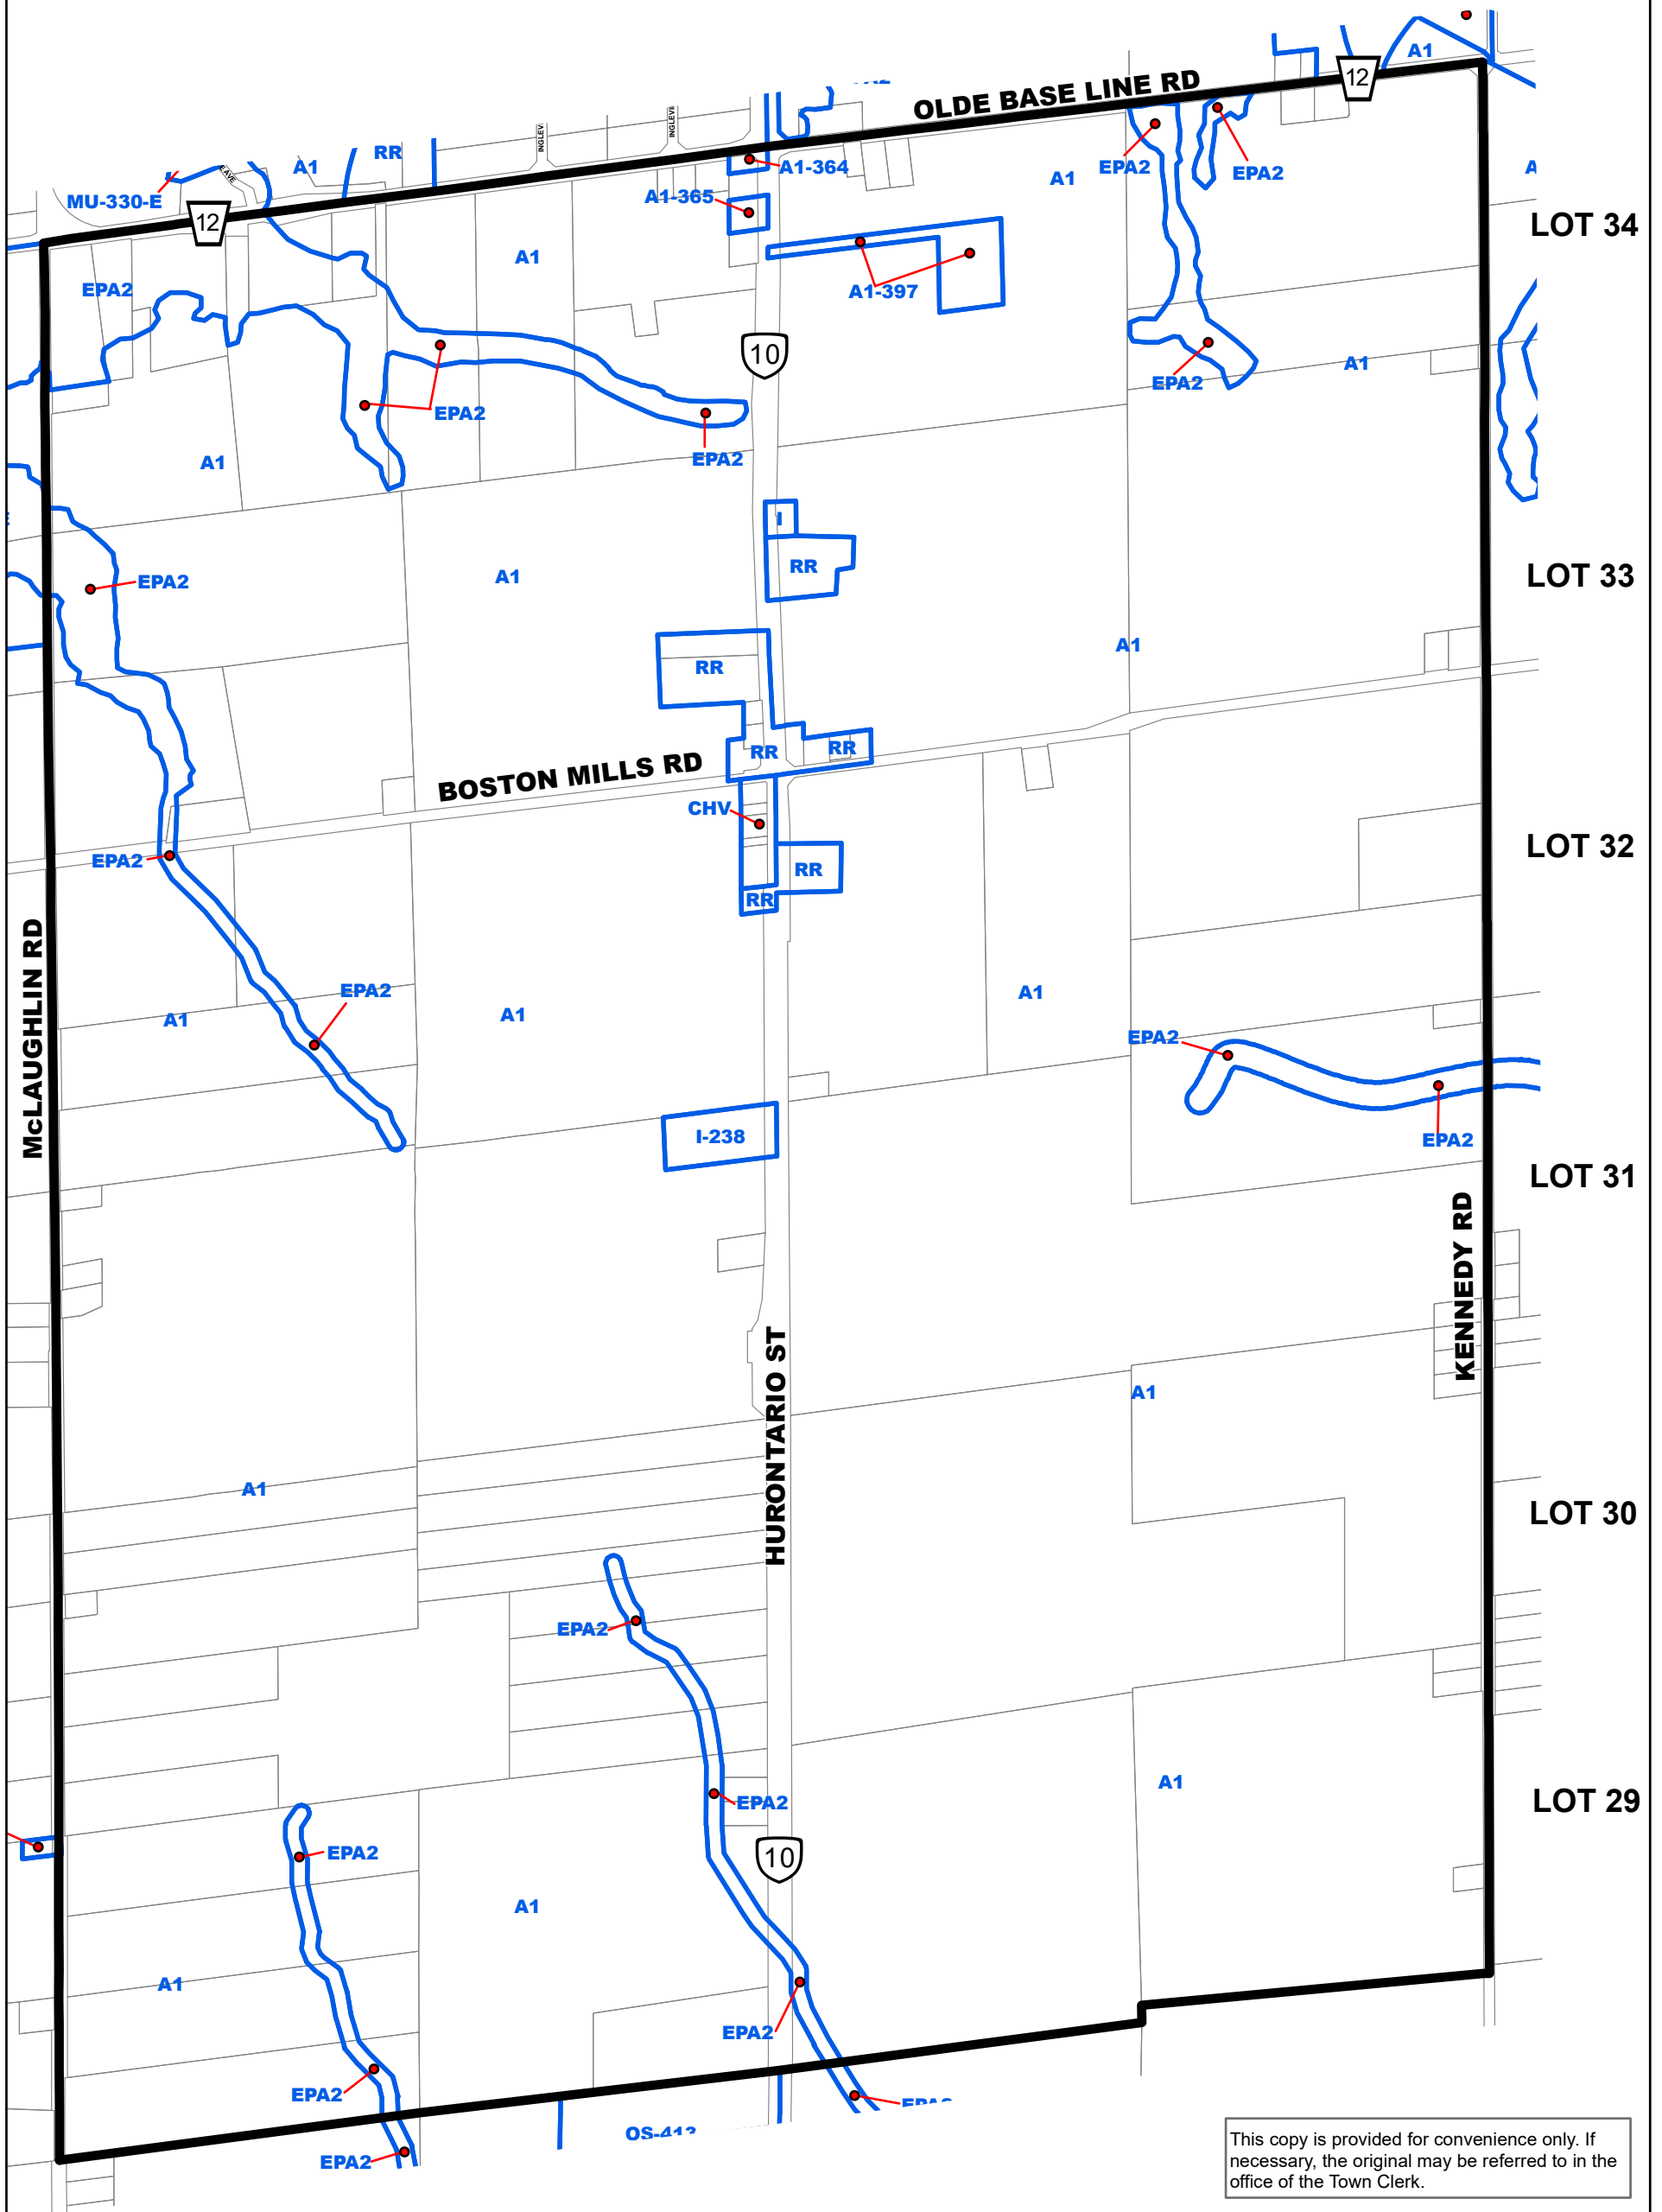 A1
12
OLDE BASE LINE RD
INGLEVI
INGLEVI
RR
A1
MU-330-E
12
A1-364
A1-365
A1
EPA2
EPA2
LOT 34
A1
EPA2
A1-397
10
A1
EPA2
EPA2
EPA2
A1
I
RR
LOT 33
A1
EPA2
A1
RR
RR
RR
BOSTON MILLS RD
CHV
LOT 32
EPA2
RR
RR
McLAUGHLIN RD
EPA2
A1
A1
A1
EPA2
I-238
EPA2
LOT 31
KENNEDY RD
HURONTARIO ST
A1
A1
LOT 30
EPA2
A1
EPA2
LOT 29
EPA2
10
A1
A1
EPA2
EPA2
EPA2
This copy is provided for convenience only. If
necessary, the original may be referred to in the
office of the Town Clerk.